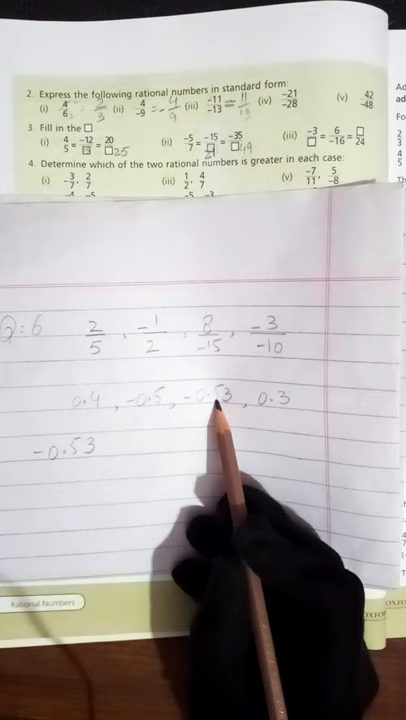 2. Express the following rational numbers in standard form:
(i) 4/6 = 2/3 (ii) 4/-9 = -4/9 (iii) -11/-13 = 11/13 (iv) -21/-28 (v) 42/-48
3. Fill in the □.
(i) 4/5 = -12/□ = 20/□ 25 (ii) -5/7 = -15/□ 21 = -35/□ 49 (iii) -3/□ = 6/-16 = □/24
4. Determine which of the two rational numbers is greater in each case:
(i) -3/7, 2/7 (iii) 1/2, 4/7 (v) -7/11, 5/-8
Q:6 2/5, -1/2, 8/-15, -3/-10
0.4, -0.5, -0.53, 0.3
-0.53
Rational Numbers